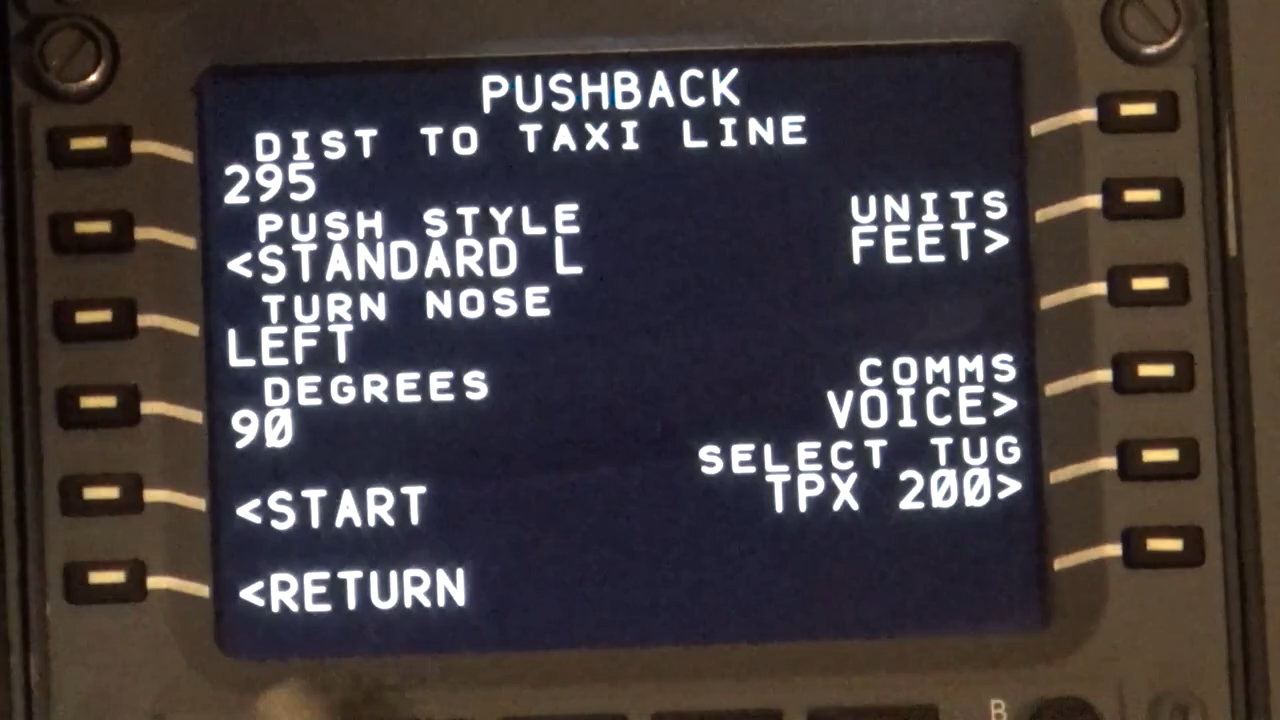 PUSHBACK
DIST TO TAXI LINE
295
PUSH STYLE UNITS
<STANDARD L FEET>
TURN NOSE
LEFT
DEGREES COMMS
90 VOICE>
SELECT TUG
<START TPX 200>
<RETURN
B